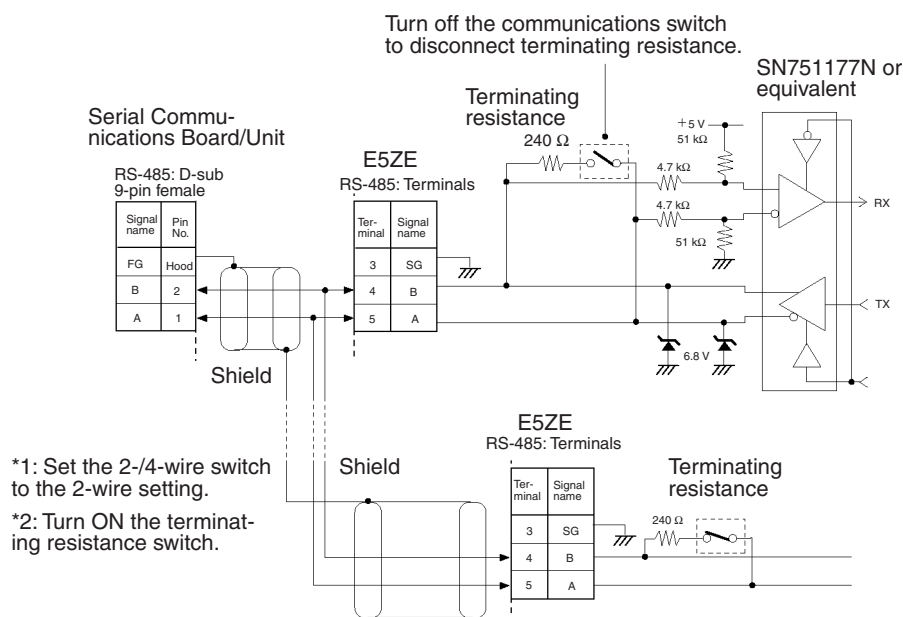 Turn off the communications switch
to disconnect terminating resistance.
SN751177N or
equivalent
Serial Commu-
nications Board/Unit
Terminating
resistance
240 Ω
+5 V
51 kΩ
RS-485: D-sub
9-pin female
E5ZE
RS-485: Terminals
4.7 kΩ
4.7 kΩ
51 kΩ
RX
Signal name Pin No.
FG Hood
B 2
A 1
Ter-minal Signal name
3 SG
4 B
5 A
TX
6.8 V
Shield
E5ZE
RS-485: Terminals
*1: Set the 2-/4-wire switch
to the 2-wire setting.
*2: Turn ON the terminat-
ing resistance switch.
Shield
Terminating
resistance
240 Ω
Ter-minal Signal name
3 SG
4 B
5 A